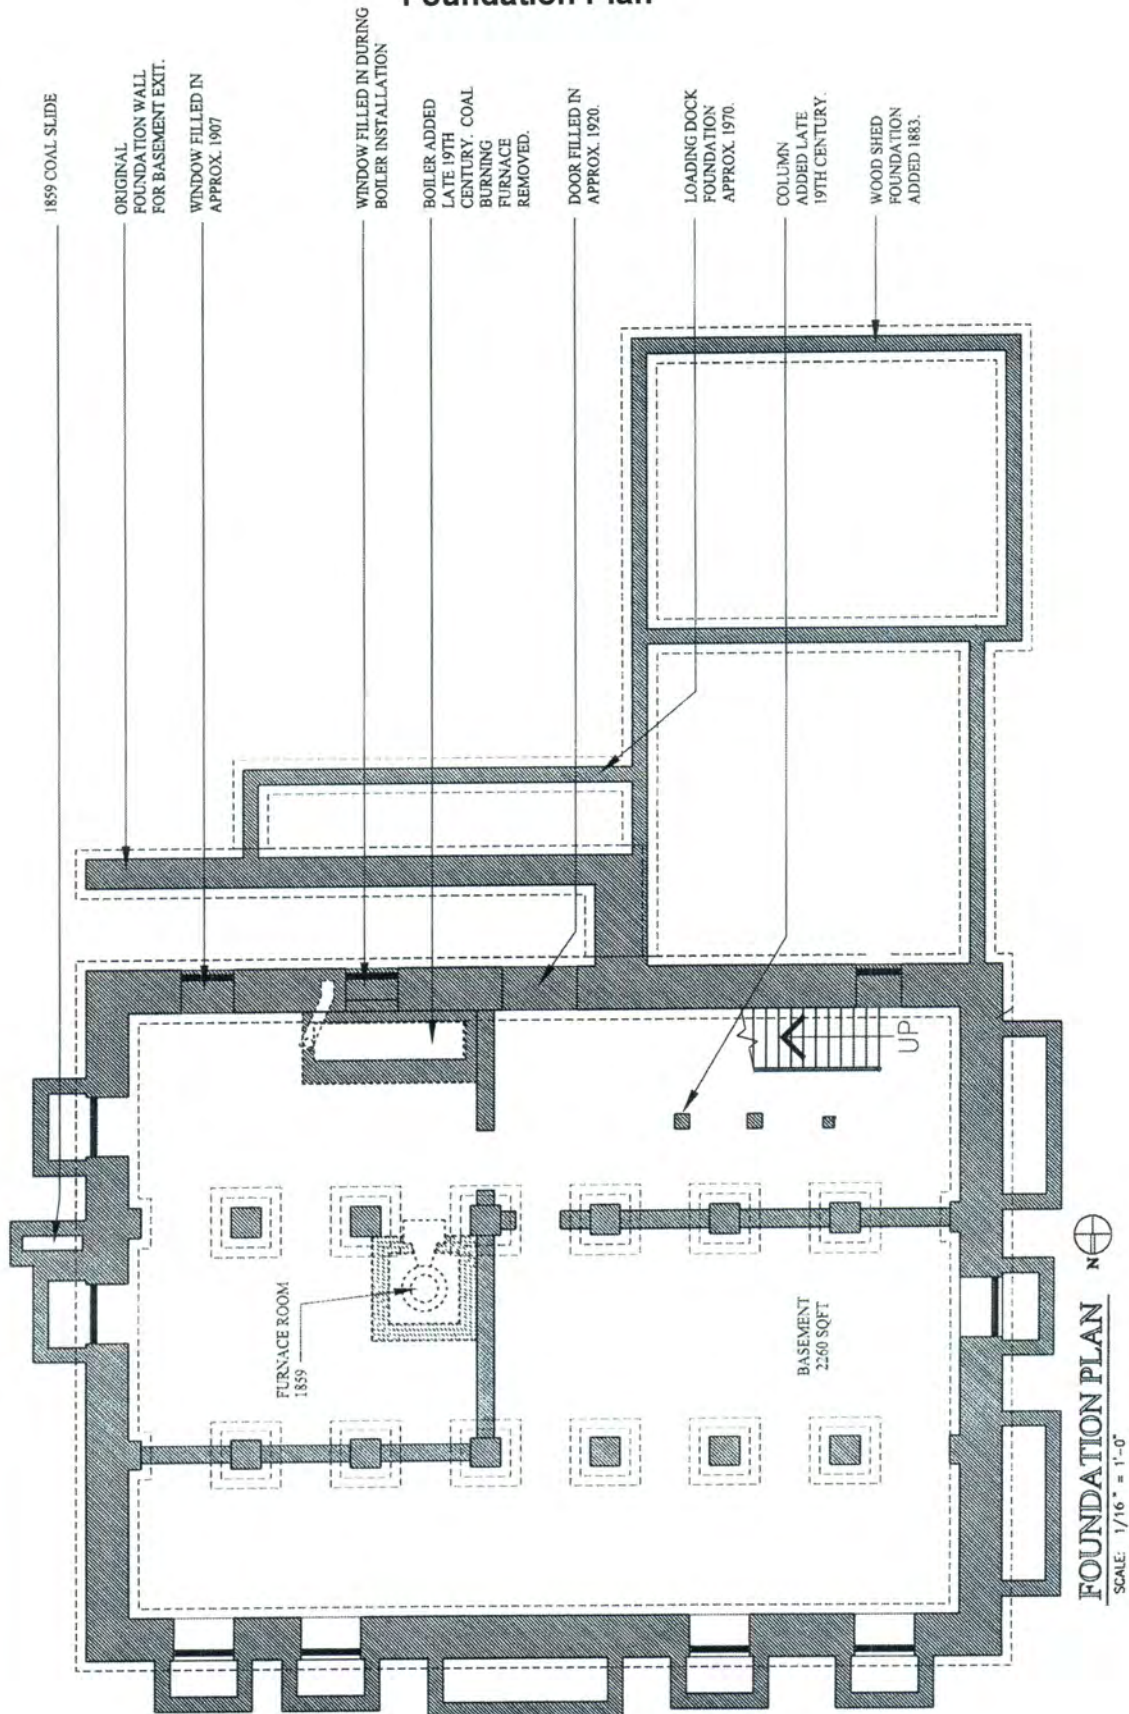 Foundation Plan
1859 COAL SLIDE
ORIGINAL
FOUNDATION WALL
FOR BASEMENT EXIT.
WINDOW FILLED IN
APPROX. 1907
WINDOW FILLED IN DURING
BOILER INSTALLATION
BOILER ADDED
LATE 19TH
CENTURY. COAL
BURNING
FURNACE
REMOVED.
DOOR FILLED IN
APPROX. 1920.
LOADING DOCK
FOUNDATION
APPROX. 1970.
COLUMN
ADDED LATE
19TH CENTURY.
WOOD SHED
FOUNDATION
ADDED 1883.
UP
FURNACE ROOM
1859
BASEMENT
2260 SQFT
N
FOUNDATION PLAN
SCALE: 1/16" = 1'-0"